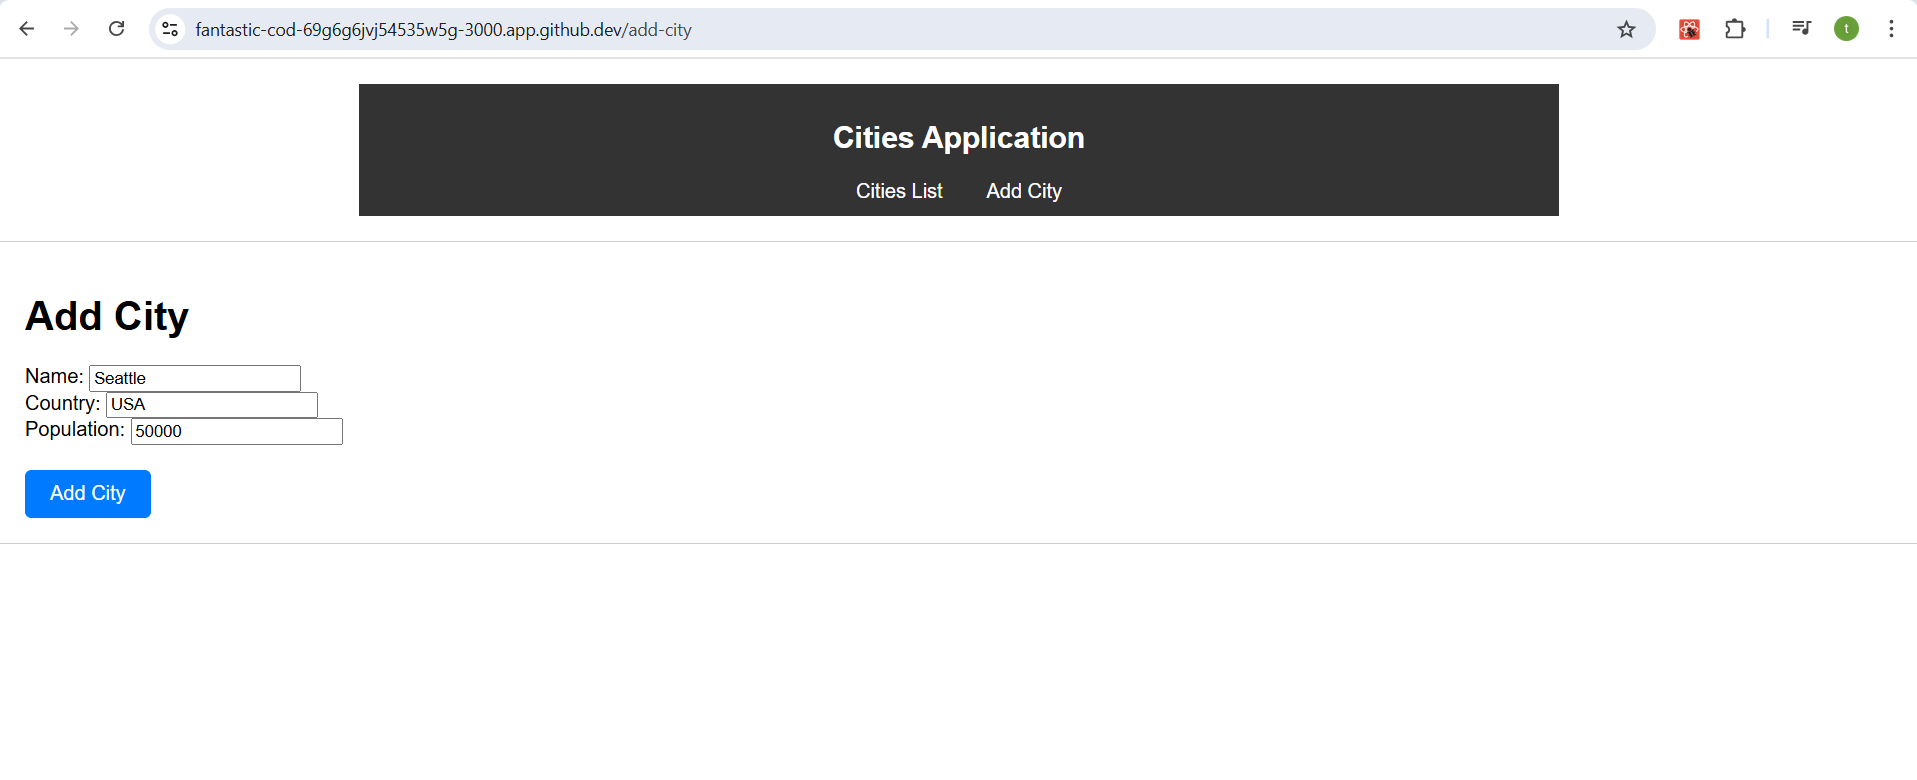 fantastic-cod-69g6g6jvj54535w5g-3000.app.github.dev/add-city
t
Cities Application
Cities List Add City
Add City
Name: Seattle
Country: USA
Population: 50000
Add City